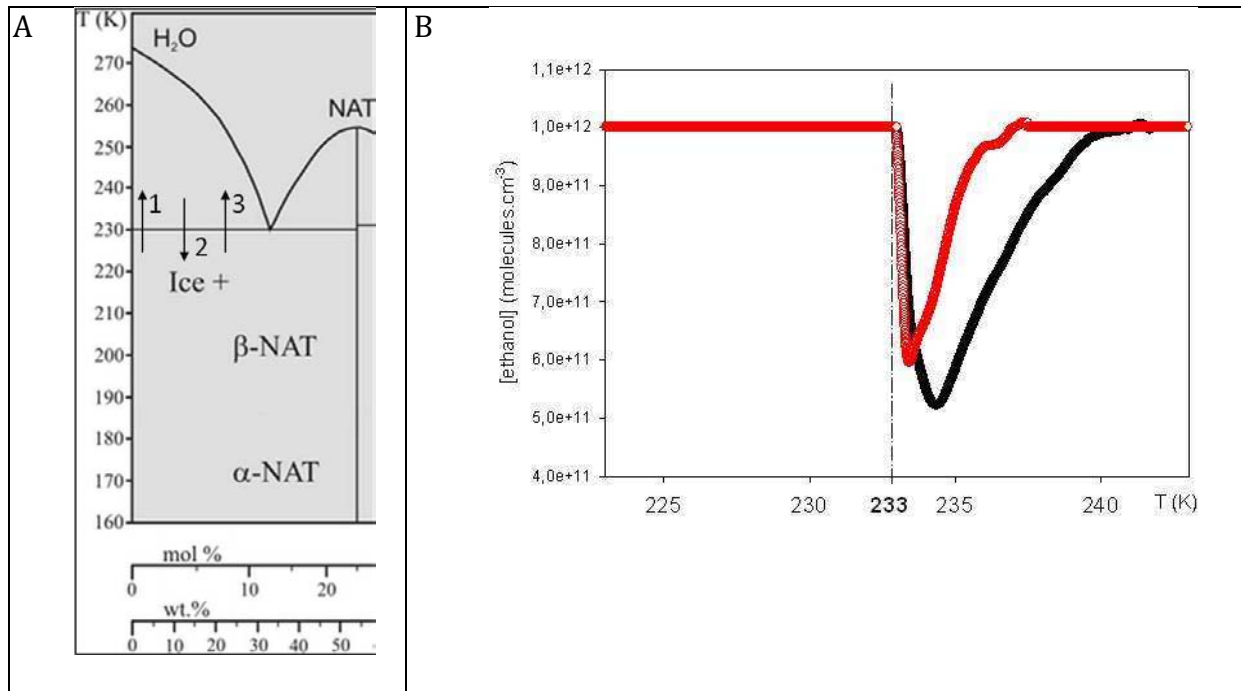 A
T (K)
H₂O
270
260
NAT
250
240
1
3
230
2
220
Ice +
210
β-NAT
200
190
180
α-NAT
170
160
mol %
0 10 20
wt.%
0 10 20 30 40 50
B
1,1e+12
1,0e+12
9,0e+11
8,0e+11
7,0e+11
6,0e+11
5,0e+11
4,0e+11
[ethanol] (molecules.cm⁻³)
225 230 233 235 240 T (K)